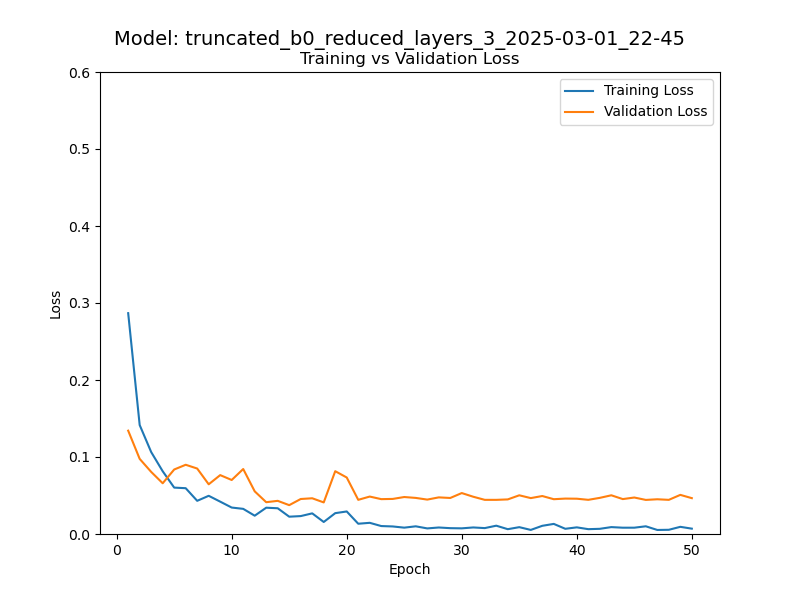 Model: truncated_b0_reduced_layers_3_2025-03-01_22-45
Training vs Validation Loss
Training Loss
Validation Loss
Loss
0.6
0.5
0.4
0.3
0.2
0.1
0.0
0 10 20 30 40 50
Epoch